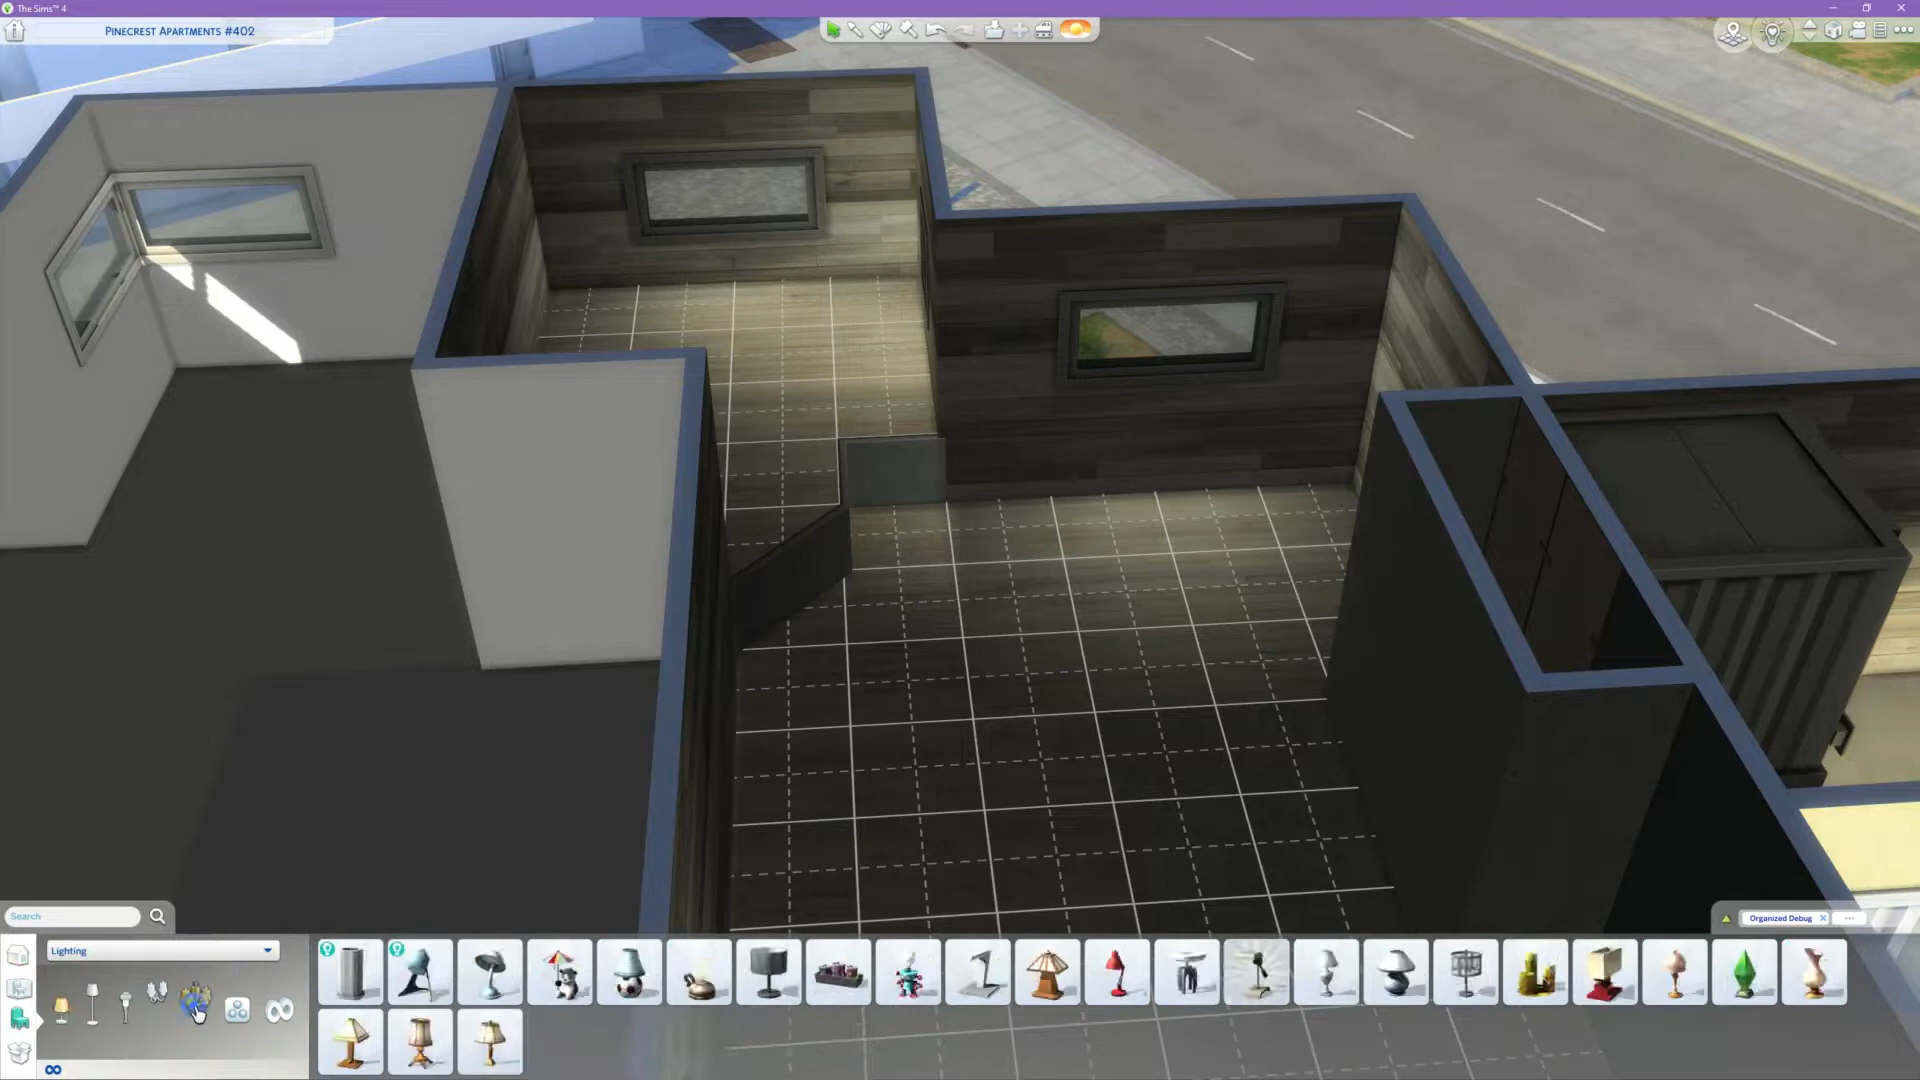 The Sims™ 4
Pinecrest Apartments #402
Search
Lighting
Organized Debug